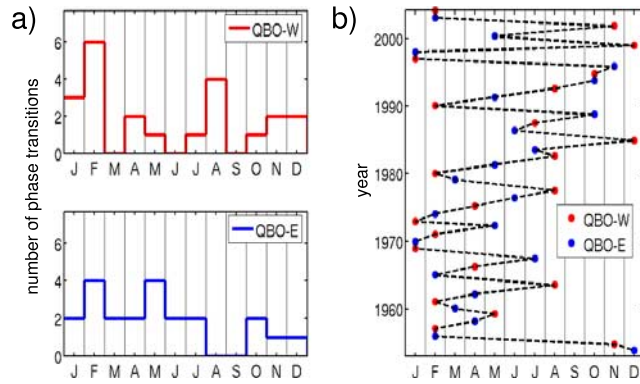 a)
number of phase transitions
6
4
2
0
QBO-W
J F M A M J J A S O N D
6
4
2
0
QBO-E
J F M A M J J A S O N D
b)
year
2000
1990
1980
1970
1960
QBO-W
QBO-E
J F M A M J J A S O N D